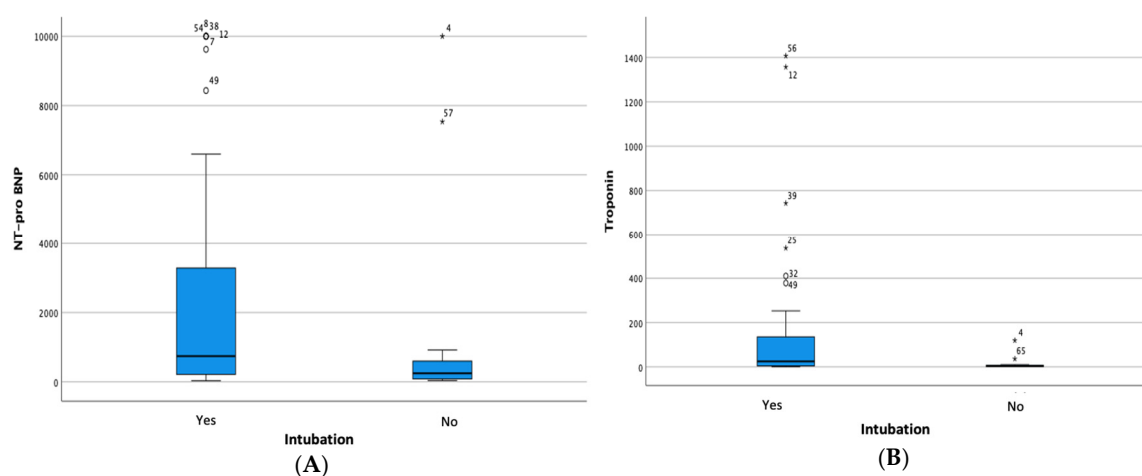 54 8 38
12
7
49
4
57
10000
8000
6000
4000
2000
0
NT-pro BNP
Yes
No
Intubation
(A)
56
12
39
25
32
49
4
65
1400
1200
1000
800
600
400
200
0
Troponin
Yes
No
Intubation
(B)